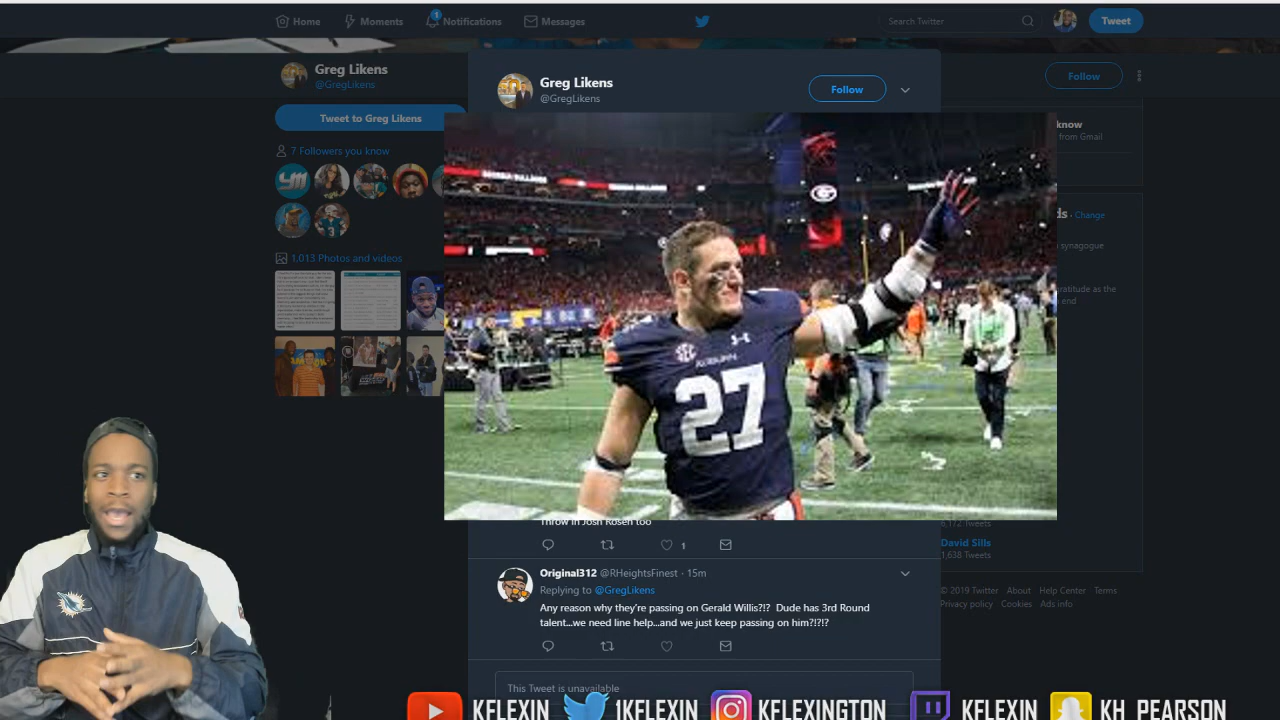 Home
Moments
1
Notifications
Messages
Search Twitter
Tweet
Greg Likens
@GregLikens
Follow
Greg Likens
@GregLikens
Follow
Tweet to Greg Likens
7 Followers you know
1,013 Photos and videos
know
from Gmail
ds · Change
synagogue
ratitude as the
end
G
SEC
AUBURN
27
Throw in Josh Rosen too
1
6,172 Tweets
David Sills
1,638 Tweets
Original312 @RHeightsFinest · 15m
Replying to @GregLikens
Any reason why they're passing on Gerald Willis?!? Dude has 3rd Round
talent...we need line help...and we just keep passing on him?!?!?
© 2019 Twitter About Help Center Terms
Privacy policy Cookies Ads info
This Tweet is unavailable
KFLEXIN
1KFLEXIN
KFLEXINGTON
KFLEXIN
KH_PEARSON